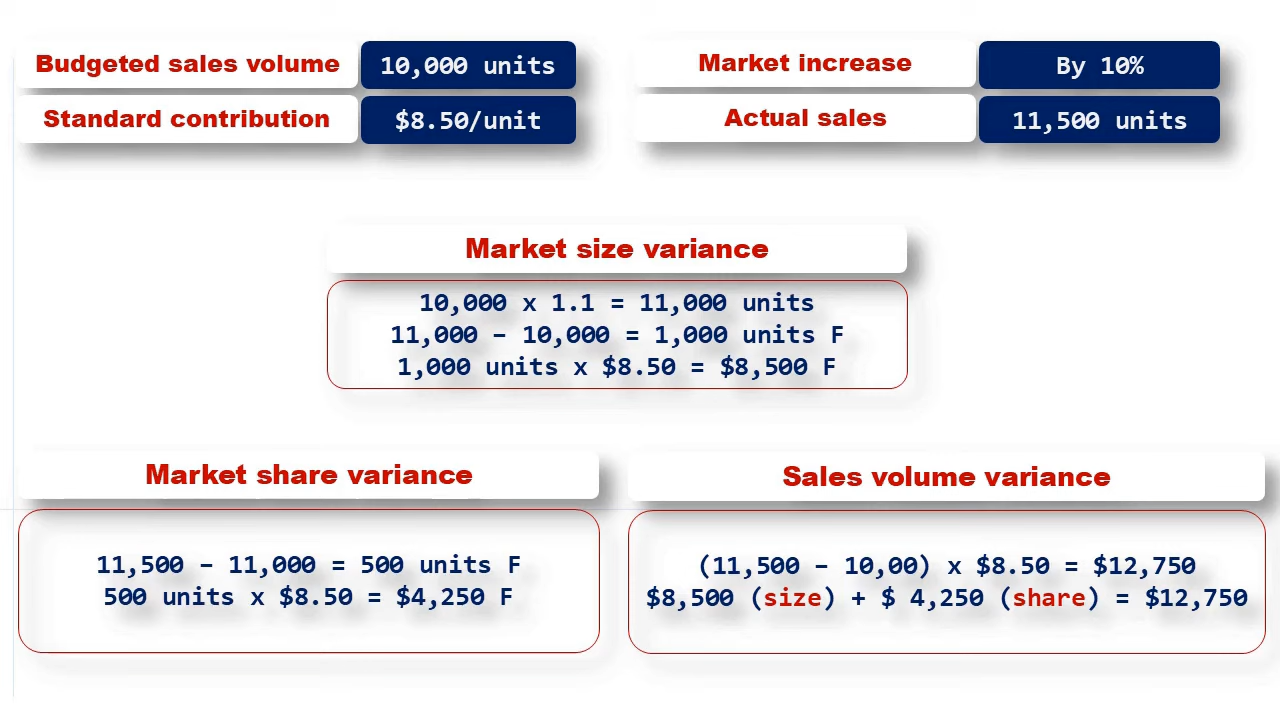 Budgeted sales volume 10,000 units
Standard contribution $8.50/unit
Market increase By 10%
Actual sales 11,500 units
Market size variance
10,000 x 1.1 = 11,000 units
11,000 – 10,000 = 1,000 units F
1,000 units x $8.50 = $8,500 F
Market share variance
11,500 – 11,000 = 500 units F
500 units x $8.50 = $4,250 F
Sales volume variance
(11,500 – 10,00) x $8.50 = $12,750
$8,500 (size) + $ 4,250 (share) = $12,750